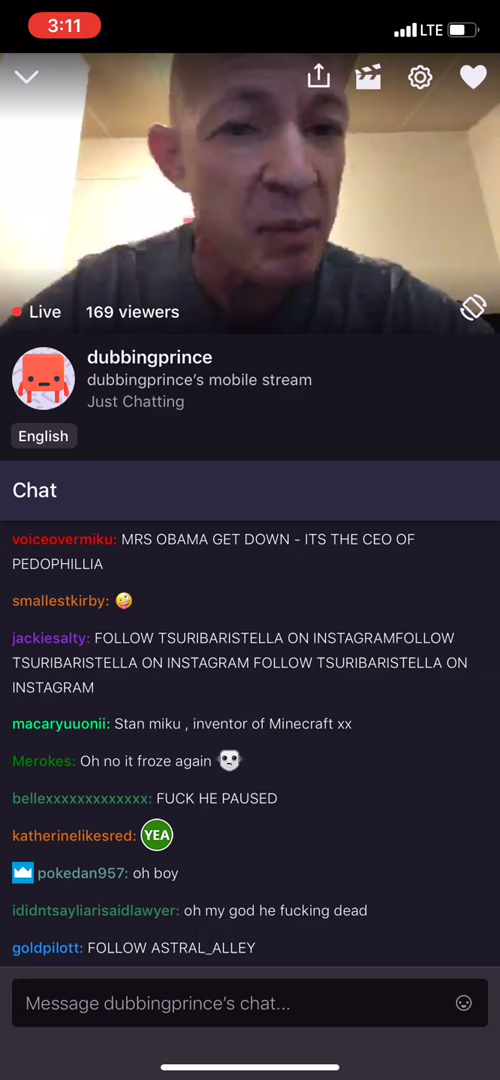 3:11
LTE
Live 169 viewers
dubbingprince
dubbingprince's mobile stream
Just Chatting
English
Chat
voiceovermiku: MRS OBAMA GET DOWN - ITS THE CEO OF
PEDOPHILLIA
smallestkirby:
jackiesalty: FOLLOW TSURIBARISTELLA ON INSTAGRAMFOLLOW
TSURIBARISTELLA ON INSTAGRAM FOLLOW TSURIBARISTELLA ON
INSTAGRAM
macaryuuonii: Stan miku , inventor of Minecraft xx
Merokes: Oh no it froze again
bellexxxxxxxxxxxxx: FUCK HE PAUSED
katherinelikesred: YEA
pokedan957: oh boy
ididntsayliarisaidlawyer: oh my god he fucking dead
goldpilott: FOLLOW ASTRAL_ALLEY
Message dubbingprince's chat...